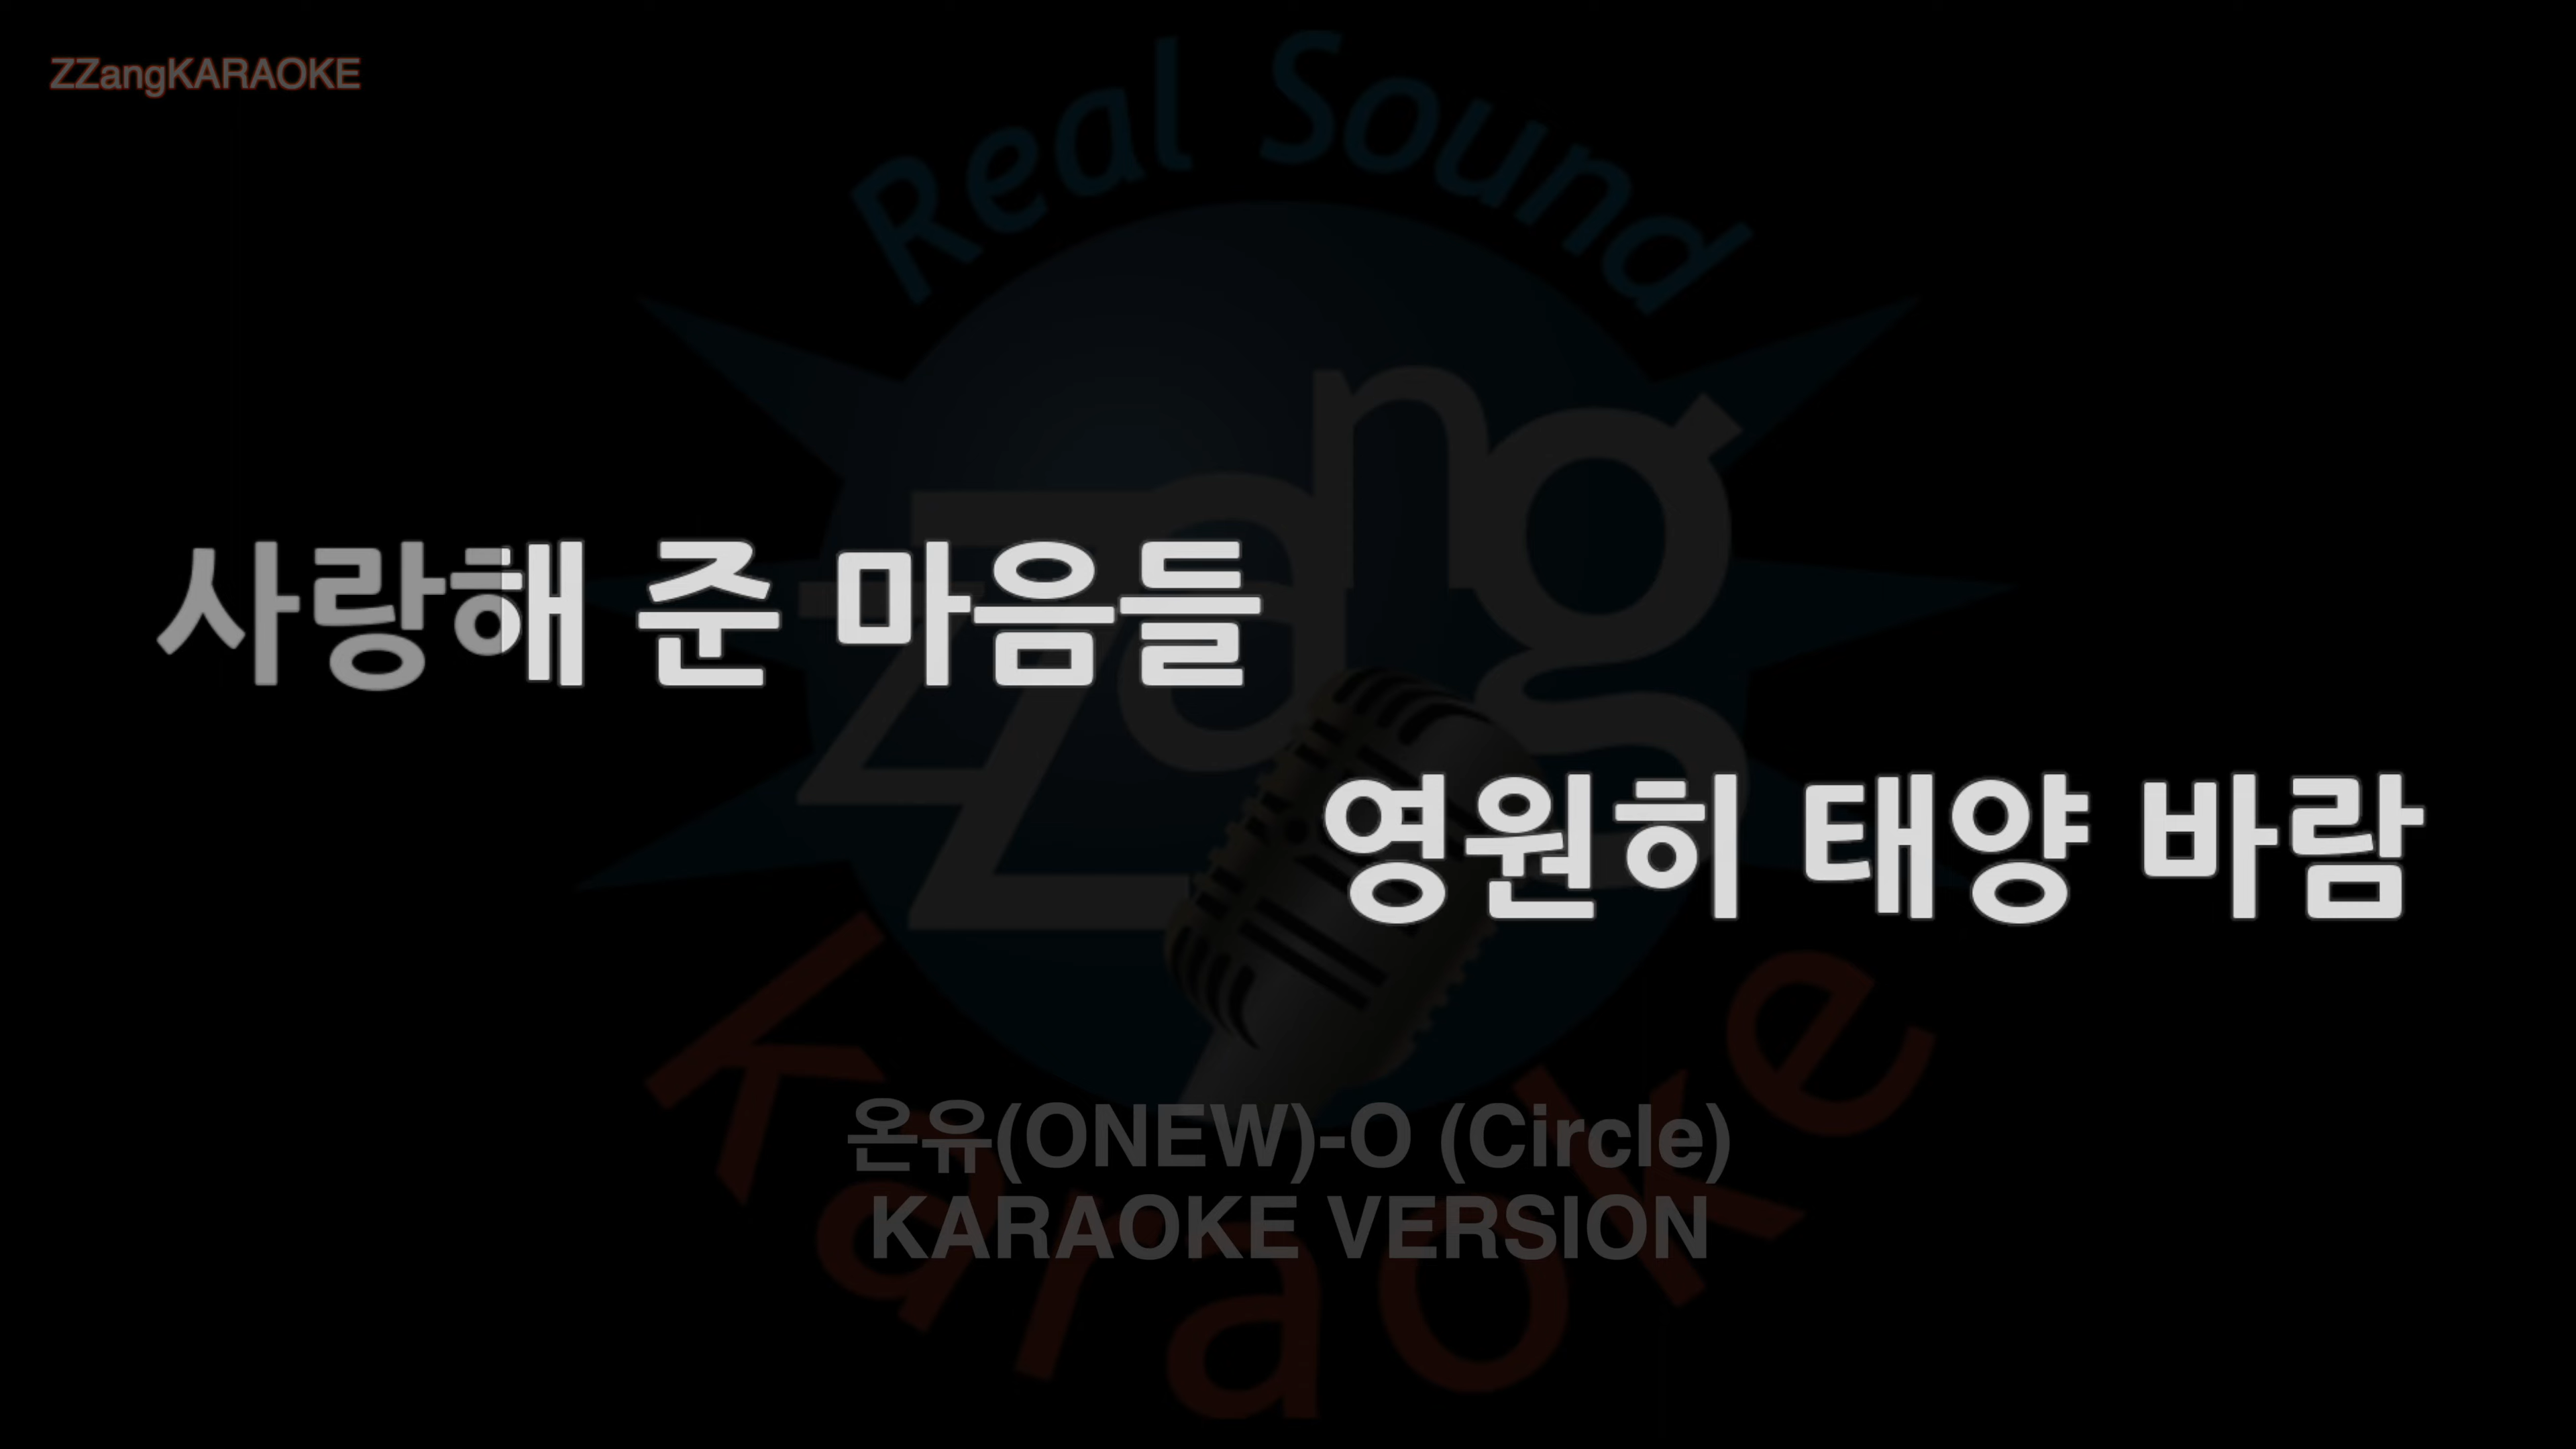 ZZangKARAOKE
Real Sound
zzang
사랑해 준 마음들
영원히 태양 바람
온유(ONEW)-O (Circle)
KARAOKE VERSION
Karaoke